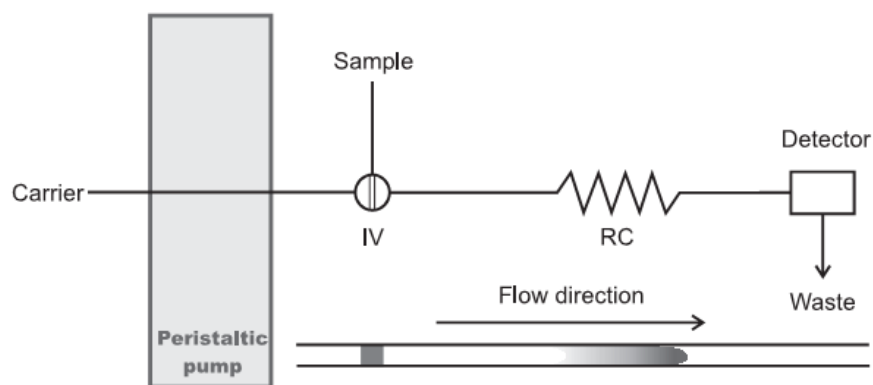 Sample
Detector
Carrier
IV
RC
Flow direction
Waste
Peristaltic
pump